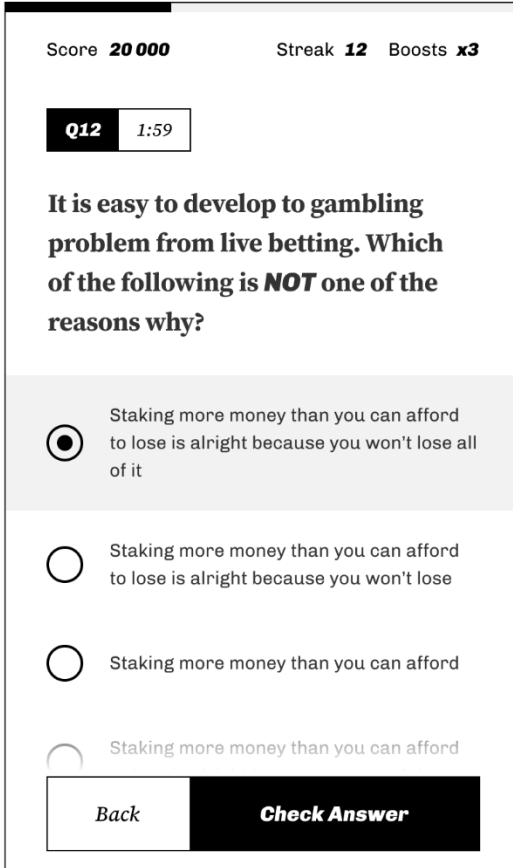 Score 20 000 Streak 12 Boosts x3
Q12 1:59
It is easy to develop to gambling
problem from live betting. Which
of the following is NOT one of the
reasons why?
Staking more money than you can afford
to lose is alright because you won't lose all
of it
Staking more money than you can afford
to lose is alright because you won't lose
Staking more money than you can afford
Staking more money than you can afford
Back Check Answer